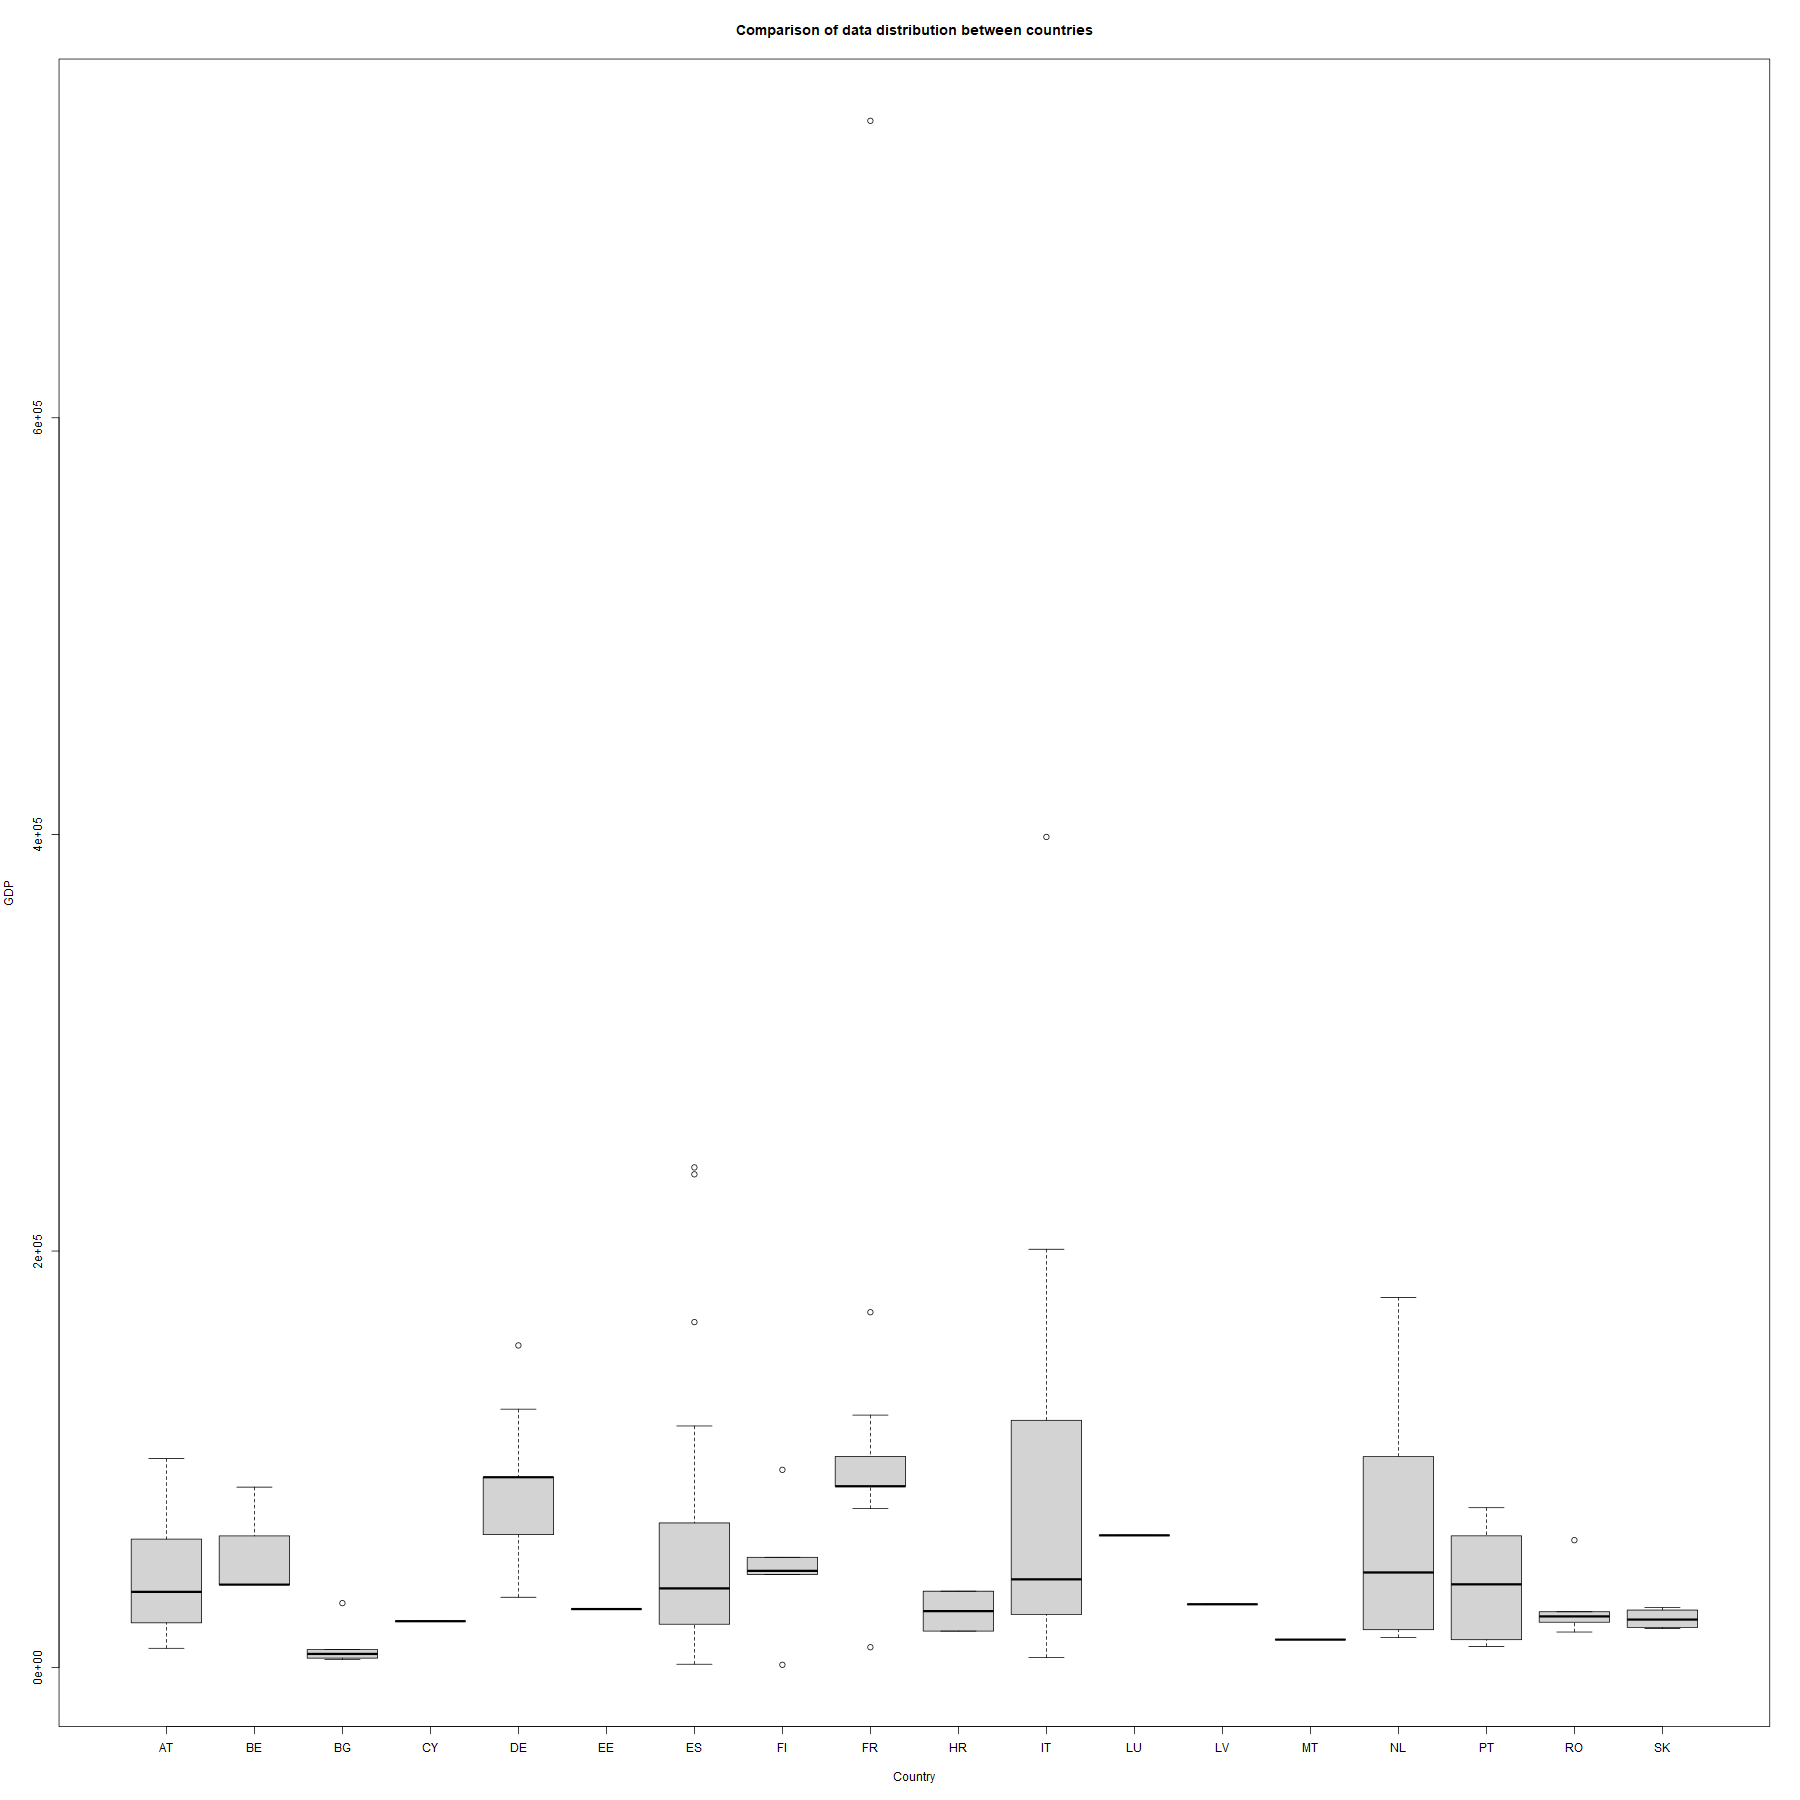 Comparison of data distribution between countries
6e+05
4e+05
GDP
2e+05
0e+00
AT BE BG CY DE EE ES FI FR HR IT LU LV MT NL PT RO SK
Country